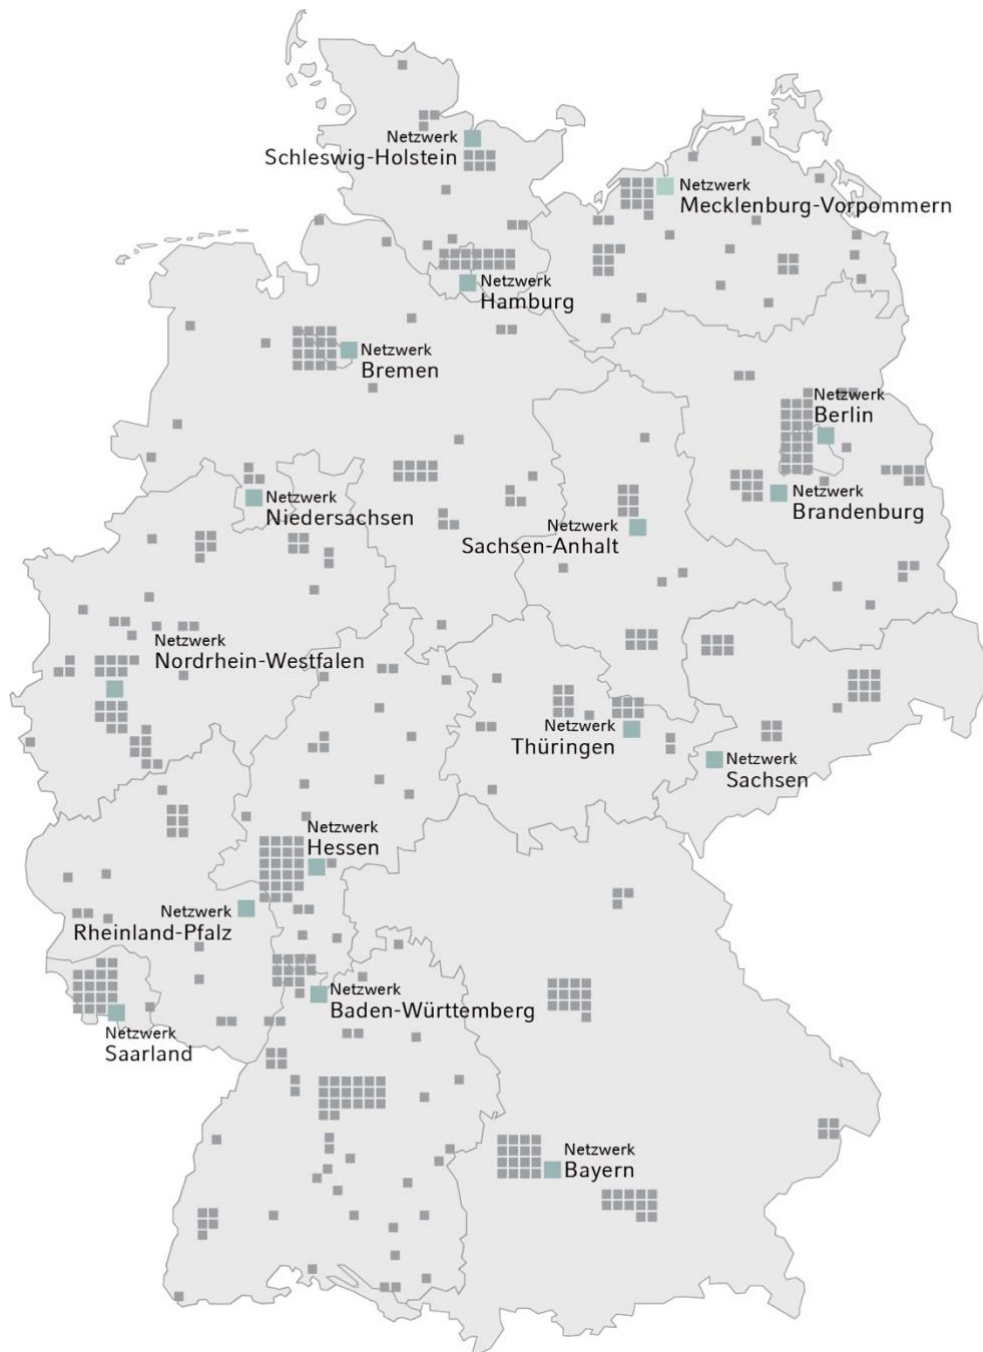 Netzwerk
Schleswig-Holstein
Netzwerk
Mecklenburg-Vorpommern
Netzwerk
Hamburg
Netzwerk
Bremen
Netzwerk
Berlin
Netzwerk
Niedersachsen
Netzwerk
Brandenburg
Netzwerk
Sachsen-Anhalt
Netzwerk
Nordrhein-Westfalen
Netzwerk
Thüringen
Netzwerk
Sachsen
Netzwerk
Hessen
Netzwerk
Rheinland-Pfalz
Netzwerk
Baden-Württemberg
Netzwerk
Saarland
Netzwerk
Bayern